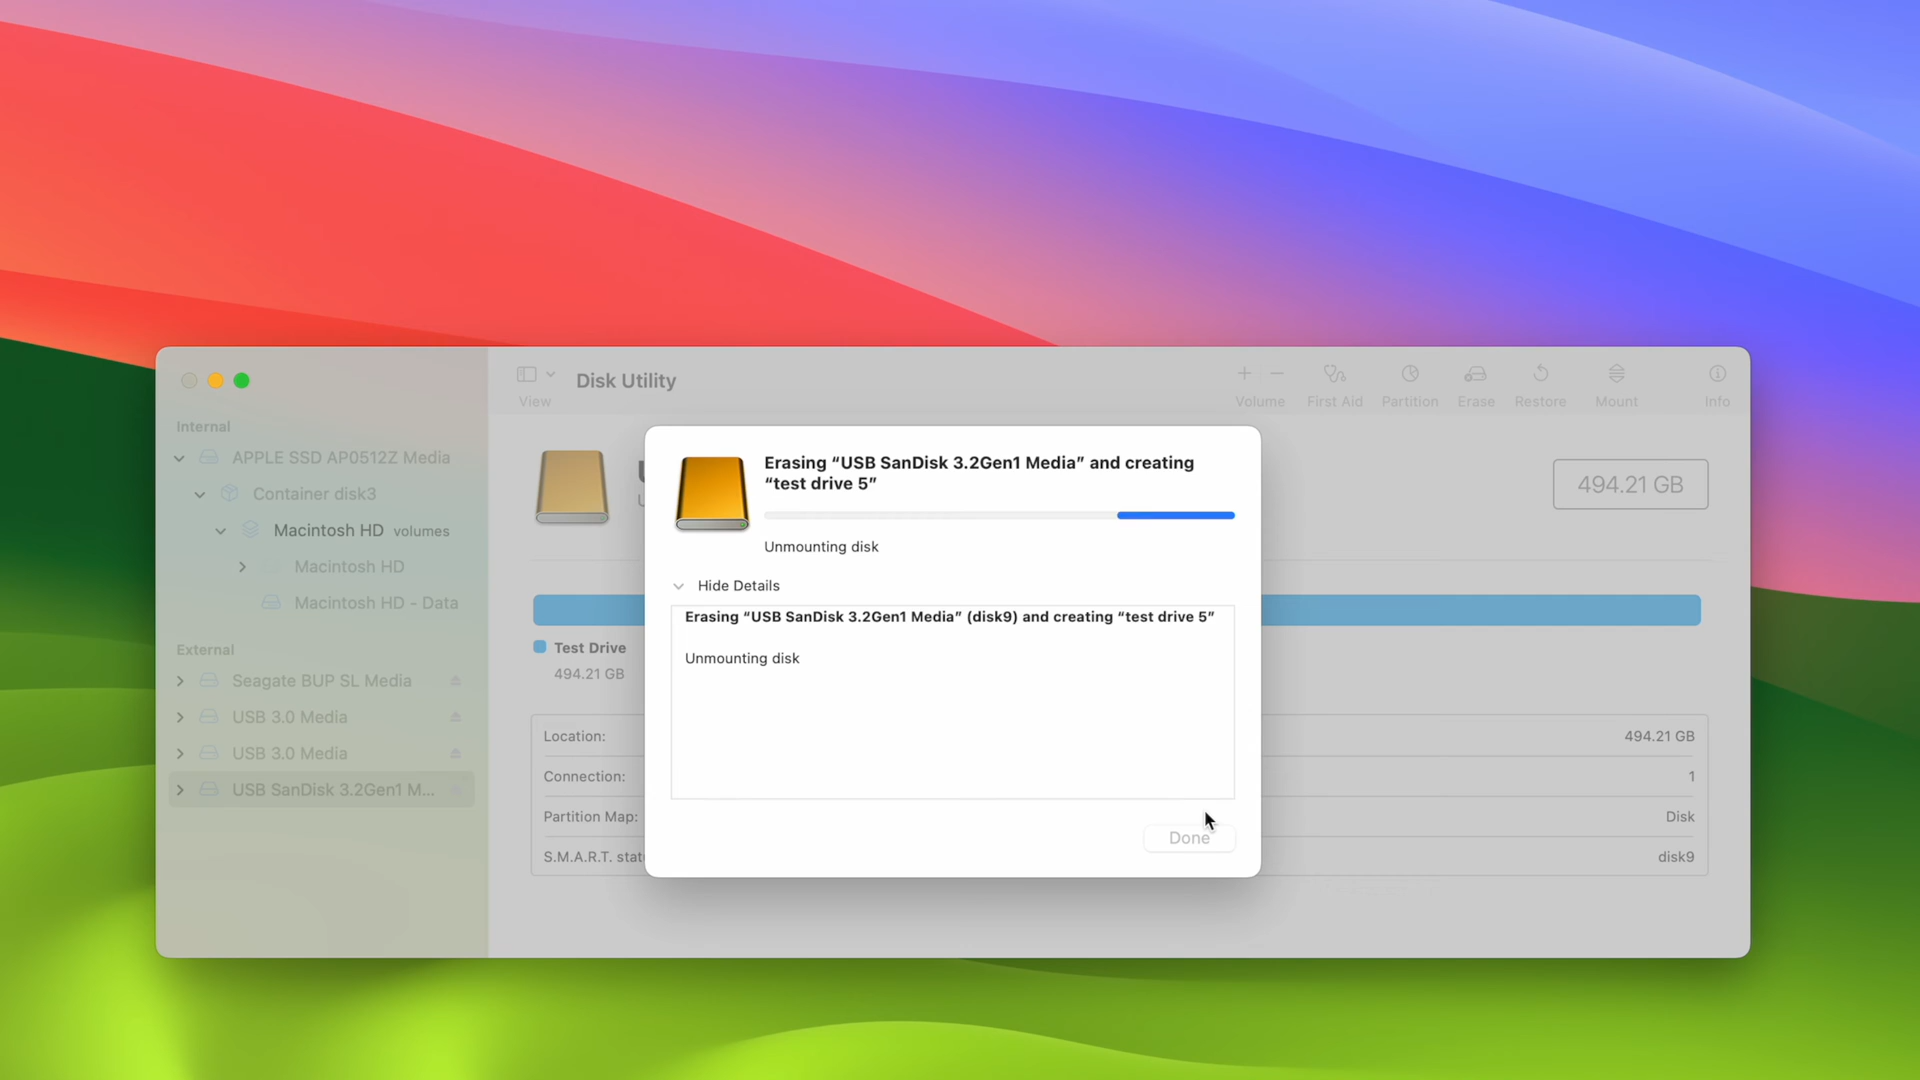 Disk Utility
View
Volume
First Aid
Partition
Erase
Restore
Mount
Info
Internal
APPLE SSD AP0512Z Media
Container disk3
Macintosh HD volumes
Macintosh HD
Macintosh HD - Data
External
Seagate BUP SL Media
USB 3.0 Media
USB 3.0 Media
USB SanDisk 3.2Gen1 M...
494.21 GB
Test Drive
494.21 GB
Location:
494.21 GB
Connection:
1
Partition Map:
Disk
S.M.A.R.T.
disk9
Erasing “USB SanDisk 3.2Gen1 Media” and creating
“test drive 5”
Unmounting disk
Hide Details
Erasing “USB SanDisk 3.2Gen1 Media” (disk9) and creating “test drive 5”
Unmounting disk
Done